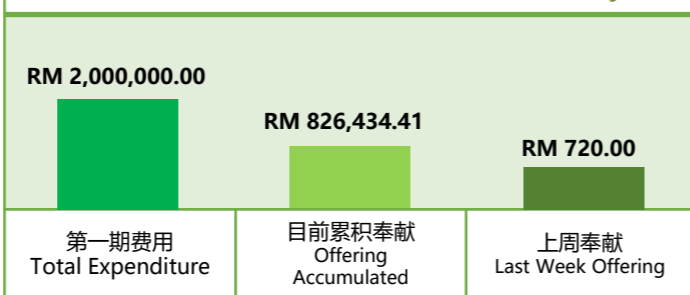 RM 2,000,000.00
RM 826,434.41
RM 720.00
第一期费用
Total Expenditure
目前累积奉献
Offering
Accumulated
上周奉献
Last Week Offering